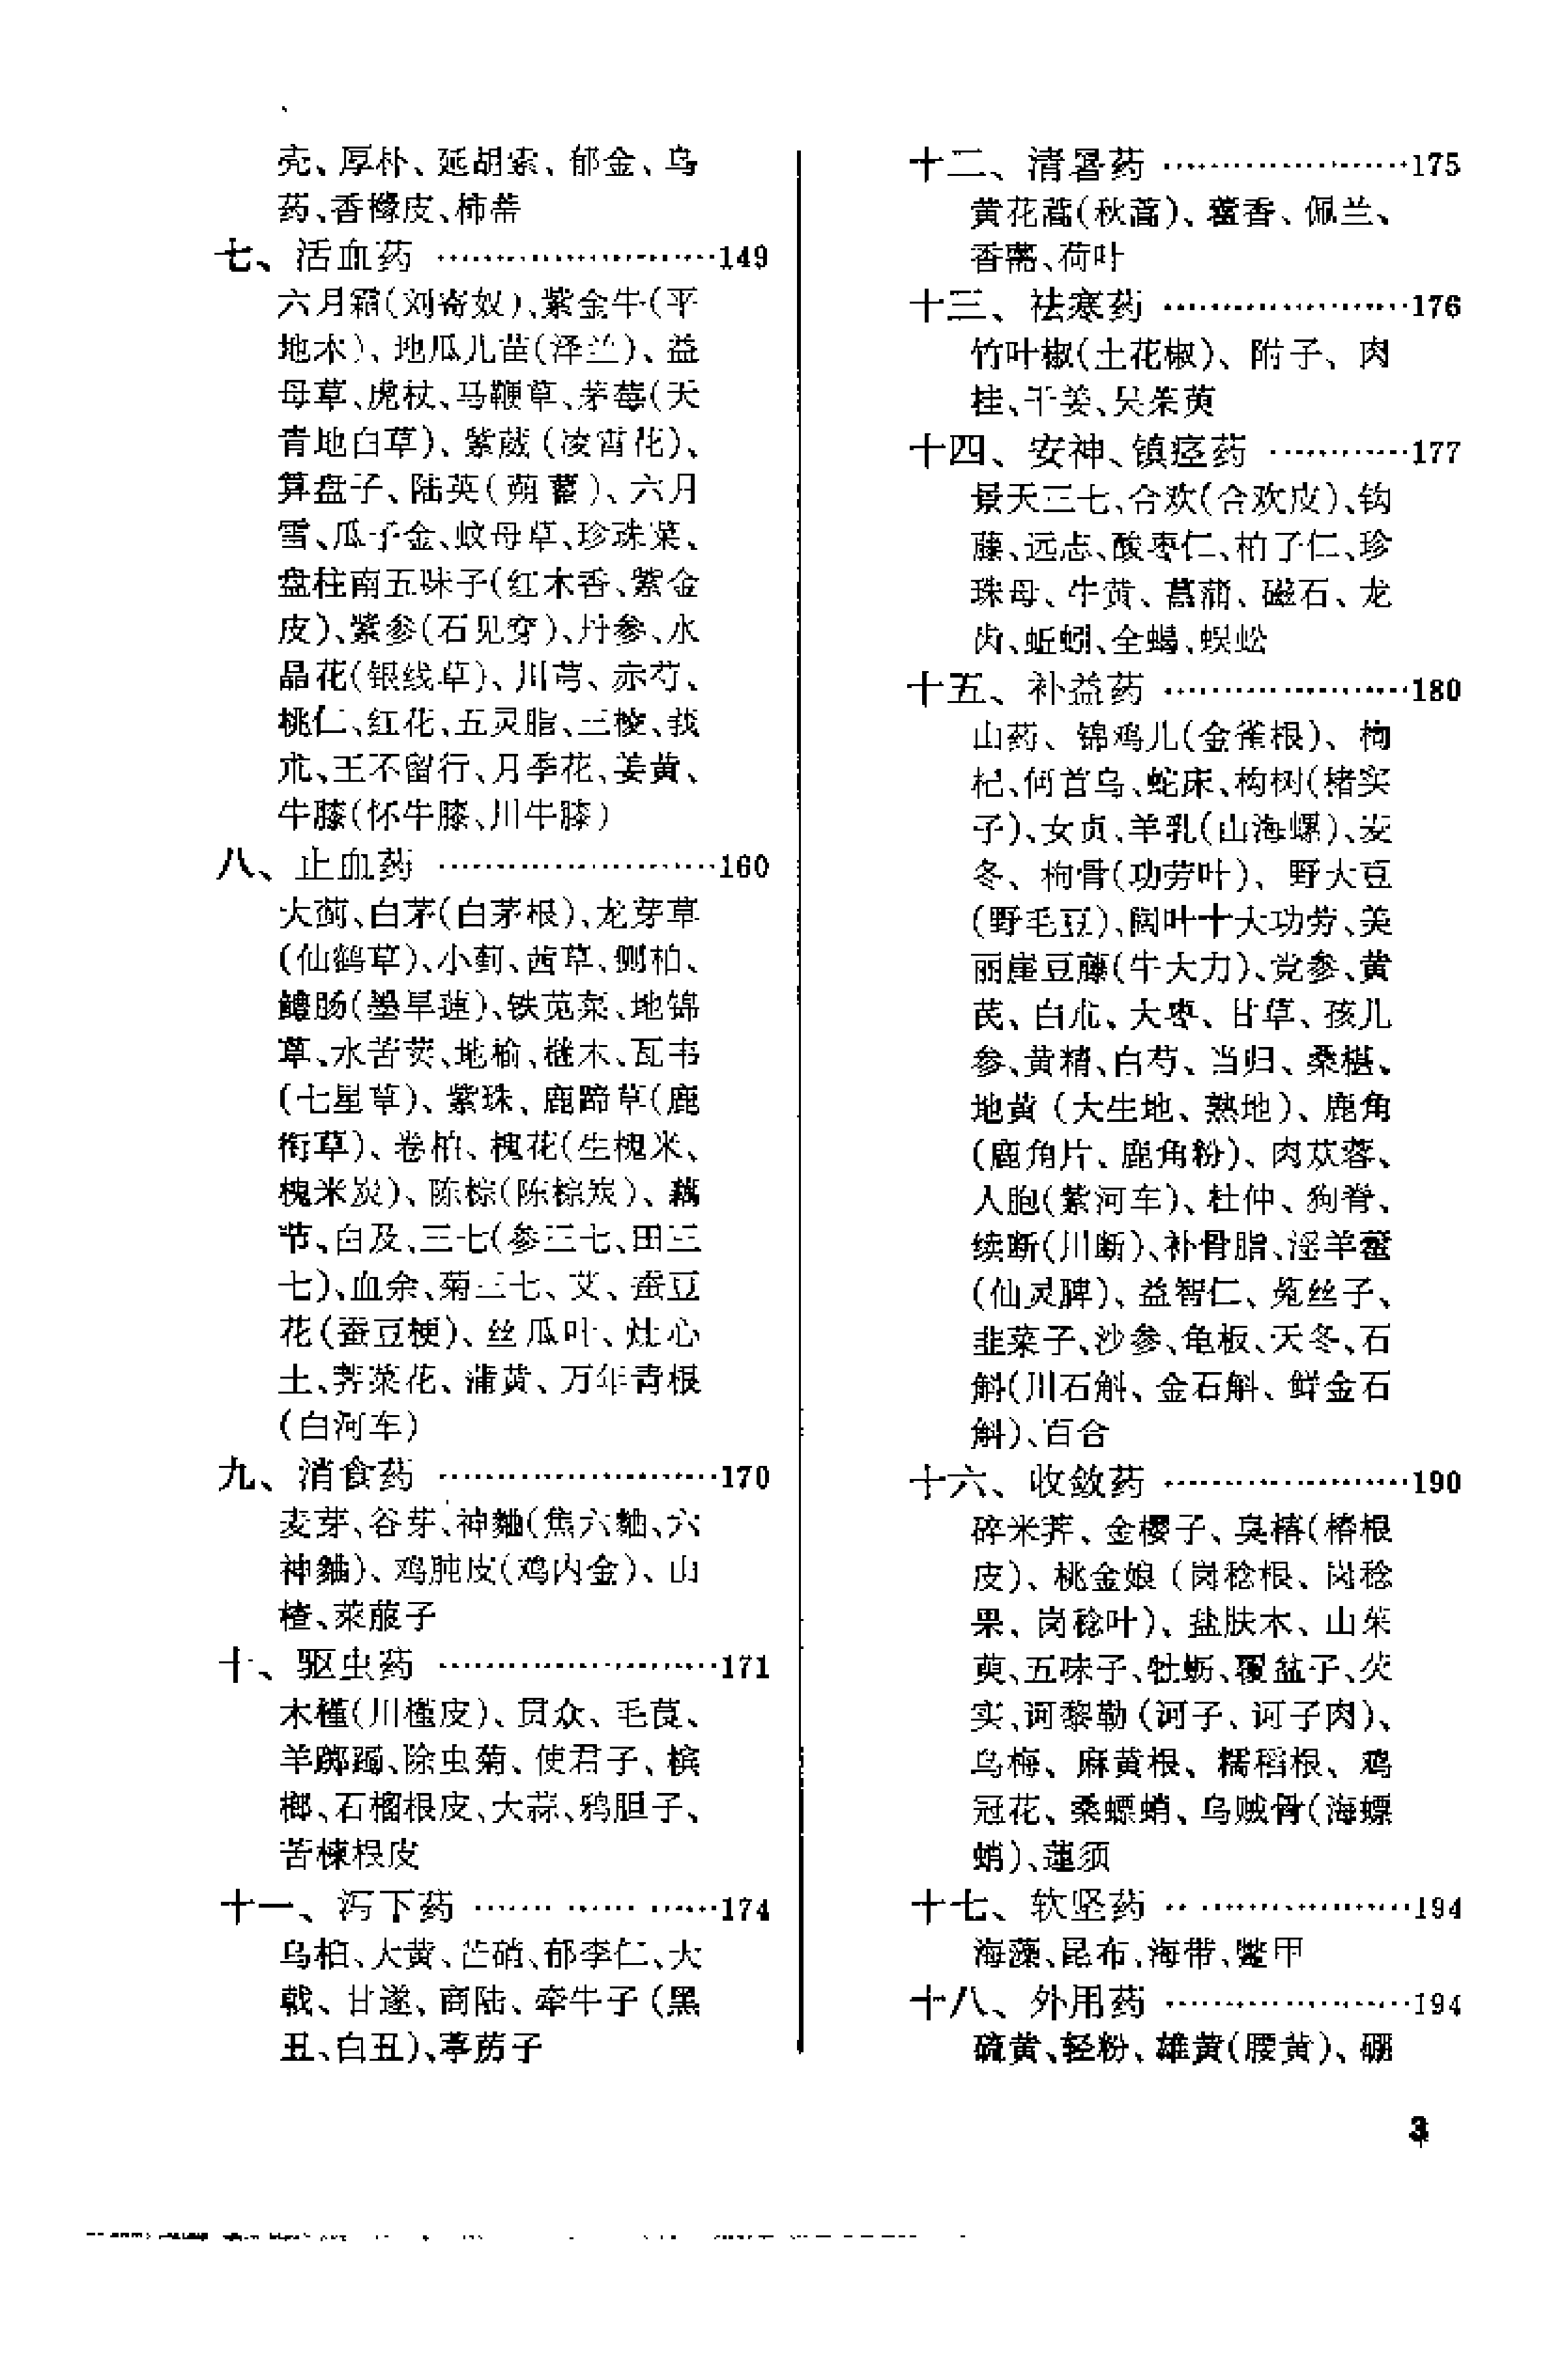 壳、厚朴、延胡索、郁金、乌
药、香橼皮、柿蒂
七、活血药 ……………………149
六月霜(刘寄奴)、紫金牛(平
地木)、地瓜儿苗(泽兰)、益
母草、虎杖、马鞭草、茅莓(天
青地白草)、紫葳(凌霄花)、
算盘子、陆英(蒴藋)、六月
雪、瓜子金、蚊母草、珍珠菜、
盘柱南五味子(红木香、紫金
皮)、紫参(石见穿)、丹参、水
晶花(银线草)、川芎、赤芍、
桃仁、红花、五灵脂、三棱、莪
朮、王不留行、月季花、姜黄、
牛膝(怀牛膝、川牛膝)
八、止血药 ……………………160
大蓟、白茅(白茅根)、龙芽草
(仙鹤草)、小蓟、茜草、侧柏、
鳢肠(墨旱莲)、铁苋菜、地锦
草、水苦荬、地榆、檵木、瓦韦
(七星草)、紫珠、鹿蹄草(鹿
衔草)、卷柏、槐花(生槐米、
槐米炭)、陈棕(陈棕炭)、藕
节、白及、三七(参三七、田三
七)、血余、菊三七、艾、蚕豆
花(蚕豆梗)、丝瓜叶、灶心
土、荠菜花、蒲黄、万年青根
(白河车)
九、消食药 ……………………170
麦芽、谷芽、神麯(焦六麯、六
神麯)、鸡肫皮(鸡内金)、山
楂、莱菔子
十、驱虫药 ……………………171
木槿(川槿皮)、贯众、毛茛、
羊踯躅、除虫菊、使君子、槟
榔、石榴根皮、大蒜、鸦胆子、
苦楝根皮
十一、泻下药 …………………174
乌桕、大黄、芒硝、郁李仁、大
戟、甘遂、商陆、牵牛子(黑
丑、白丑)、葶苈子
十二、清暑药 …………………175
黄花蒿(秋蒿)、藿香、佩兰、
香薷、荷叶
十三、祛寒药 …………………176
竹叶椒(土花椒)、附子、肉
桂、干姜、吴茱萸
十四、安神、镇痉药 …………177
景天三七、合欢(合欢皮)、钩
藤、远志、酸枣仁、柏子仁、珍
珠母、牛黄、菖蒲、磁石、龙
齿、蚯蚓、全蝎、蜈蚣
十五、补益药 …………………180
山药、锦鸡儿(金雀根)、枸
杞、何首乌、蛇床、构树(楮实
子)、女贞、羊乳(山海螺)、麦
冬、枸骨(功劳叶)、野大豆
(野毛豆)、阔叶十大功劳、美
丽崖豆藤(牛大力)、党参、黄
芪、白朮、大枣、甘草、孩儿
参、黄精、白芍、当归、桑椹、
地黄(大生地、熟地)、鹿角
(鹿角片、鹿角粉)、肉苁蓉、
人胞(紫河车)、杜仲、狗脊、
续断(川断)、补骨脂、淫羊藿
(仙灵脾)、益智仁、菟丝子、
韭菜子、沙参、龟板、天冬、石
斛(川石斛、金石斛、鲜金石
斛)、百合
十六、收敛药 …………………190
碎米荠、金樱子、臭椿(椿根
皮)、桃金娘(岗稔根、岗稔
果、岗稔叶)、盐肤木、山茱
萸、五味子、牡蛎、覆盆子、芡
实、诃黎勒(诃子、诃子肉)、
乌梅、麻黄根、糯稻根、鸡
冠花、桑螵蛸、乌贼骨(海螵
蛸)、莲须
十七、软坚药 …………………194
海藻、昆布、海带、鳖甲
十八、外用药 …………………194
硫黄、轻粉、雄黄(腰黄)、硼
3